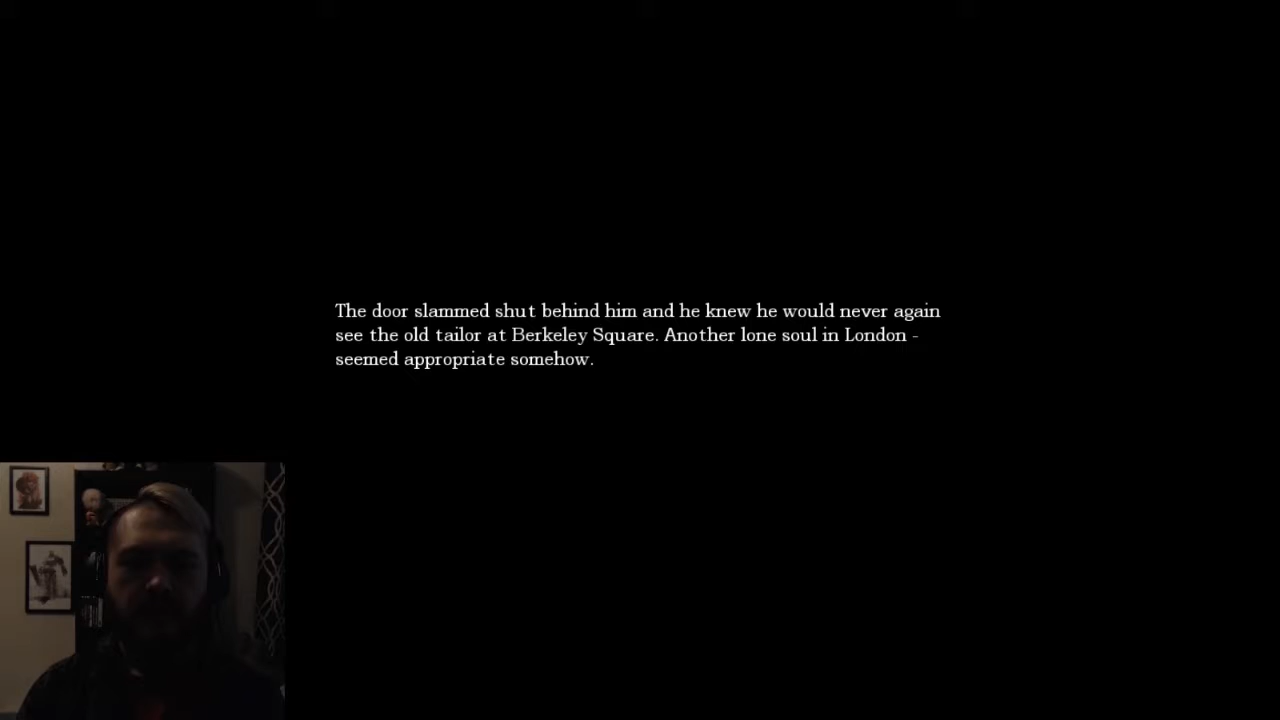 The door slammed shut behind him and he knew he would never again
see the old tailor at Berkeley Square. Another lone soul in London -
seemed appropriate somehow.